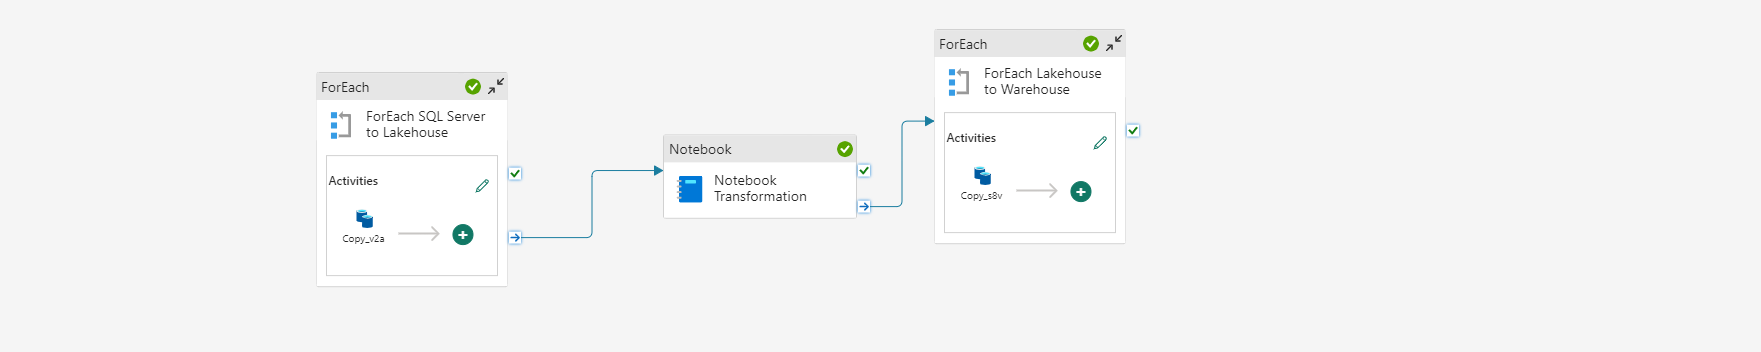 ForEach
ForEach SQL Server
to Lakehouse
Activities
Copy_v2a
Notebook
Notebook
Transformation
ForEach
ForEach Lakehouse
to Warehouse
Activities
Copy_s8v